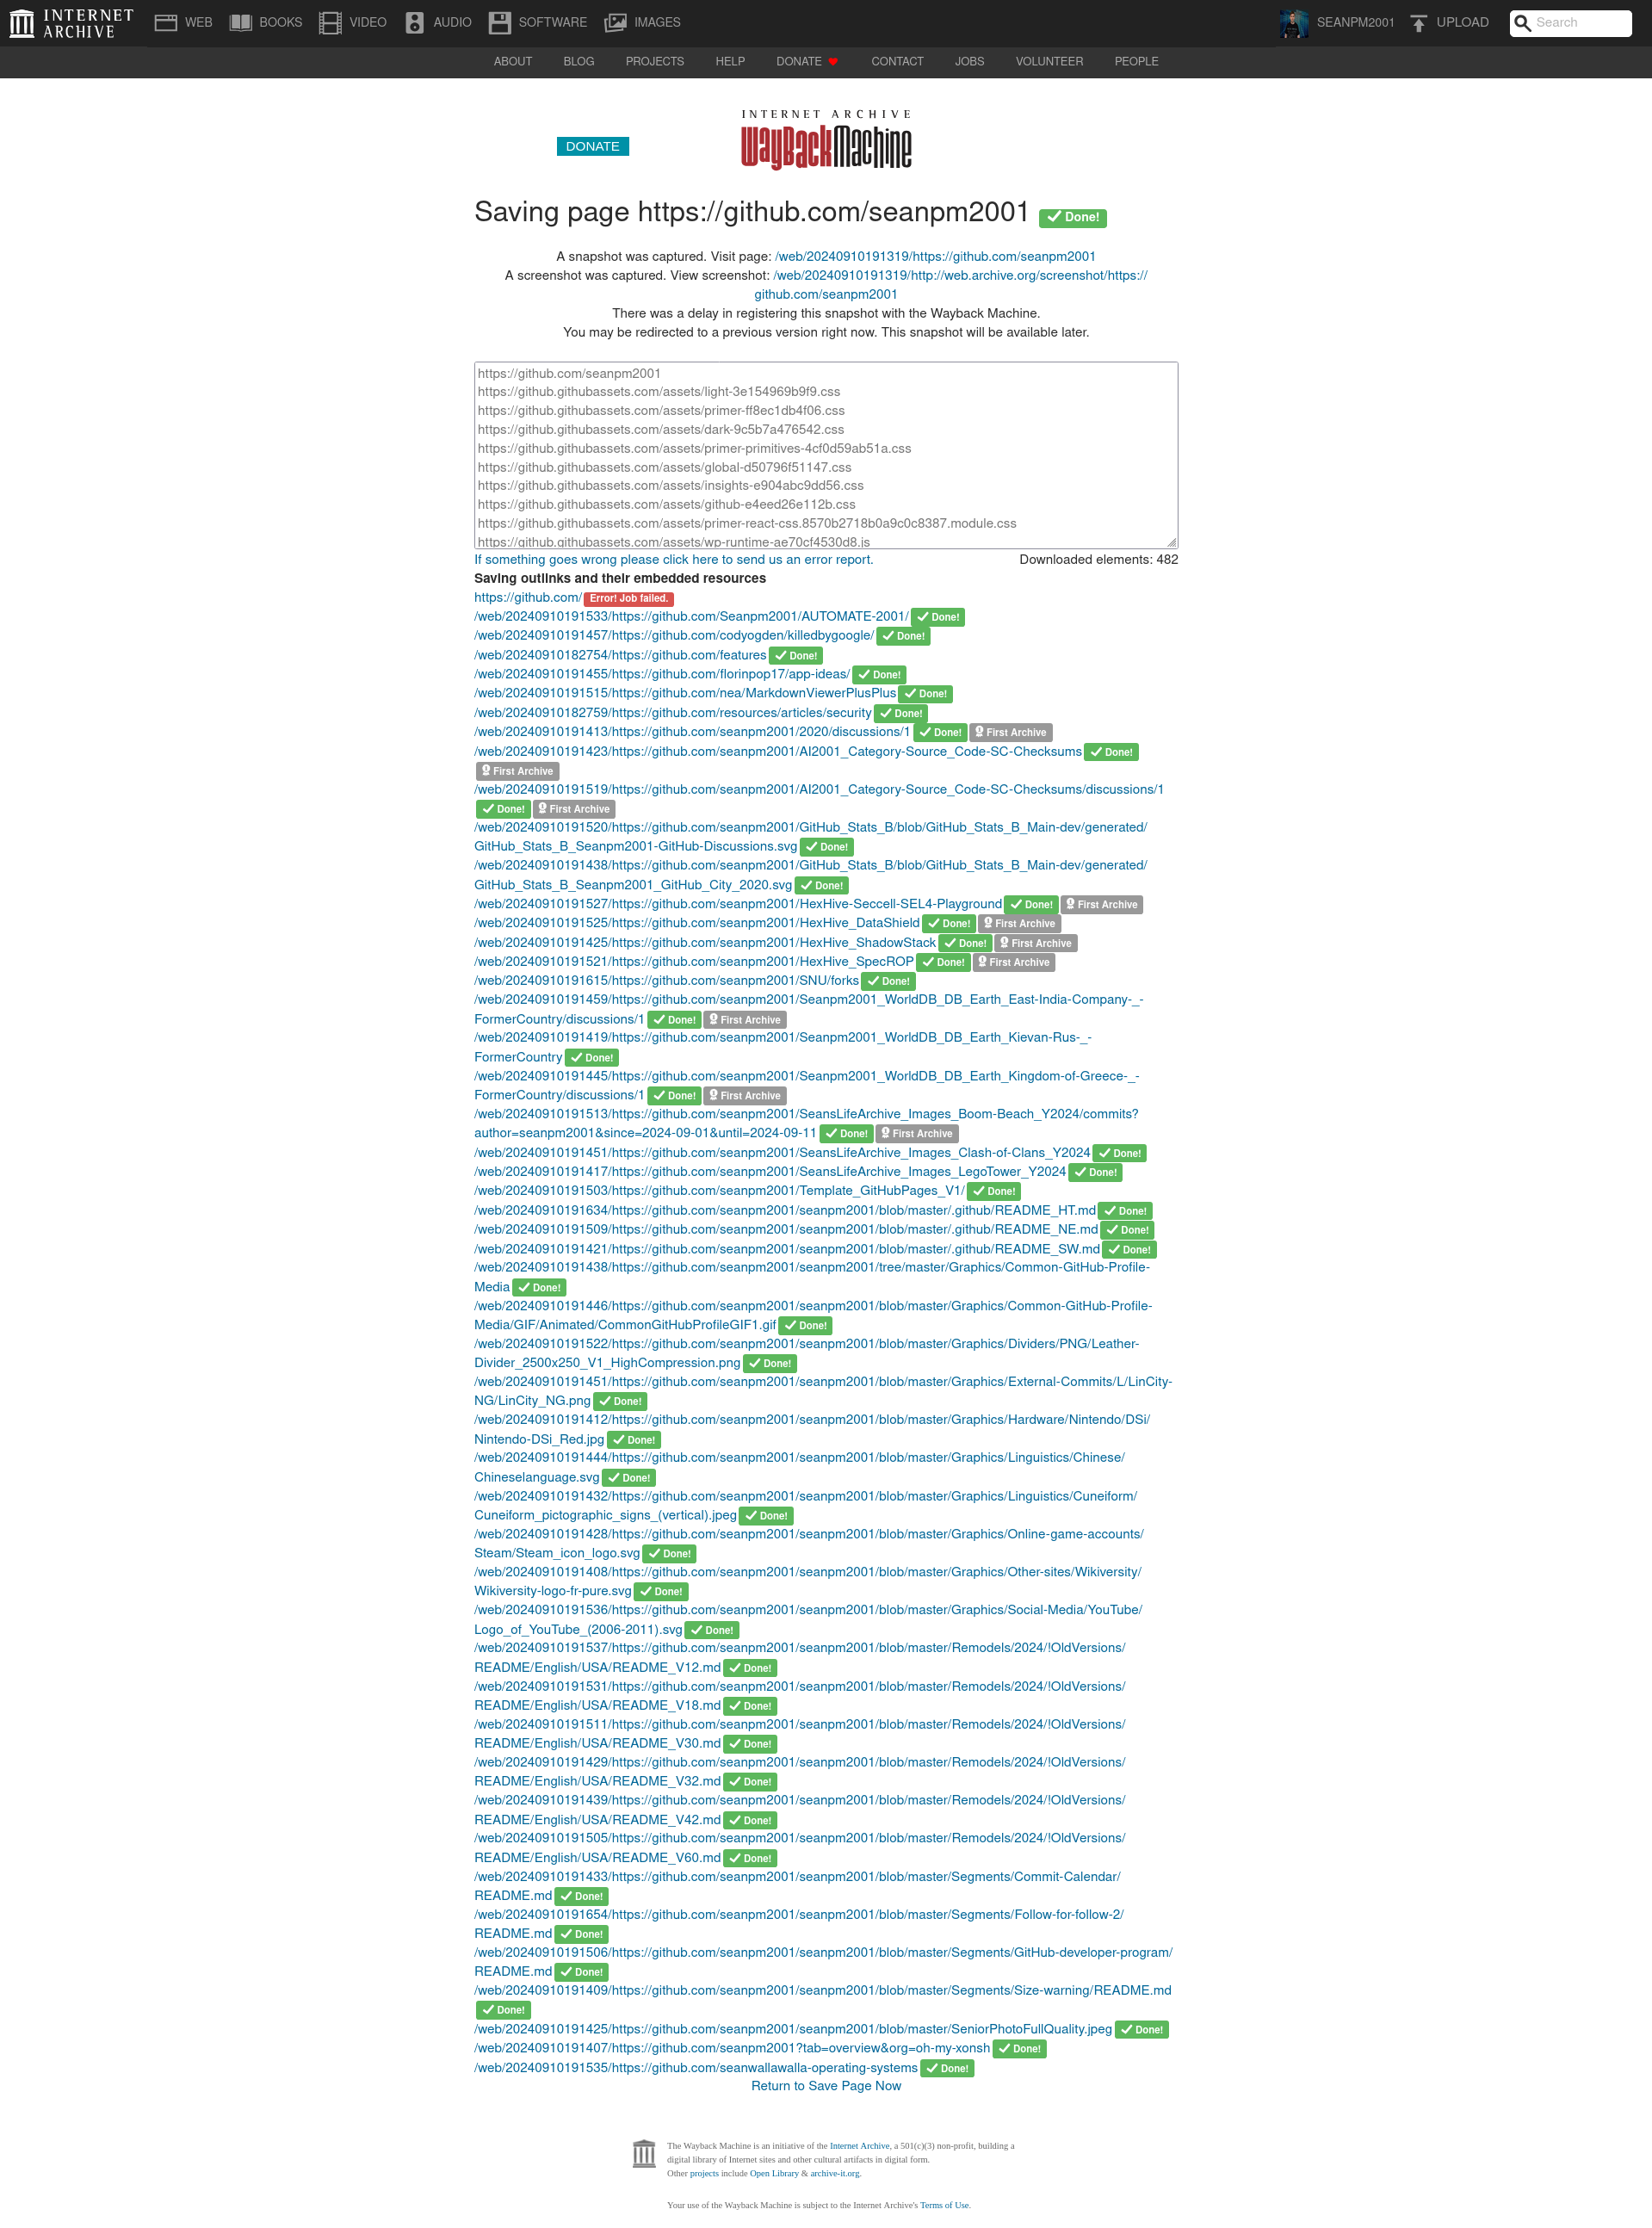 INTERNET ARCHIVE
WEB BOOKS VIDEO AUDIO SOFTWARE IMAGES SEANPM2001 UPLOAD Search
ABOUT BLOG PROJECTS HELP DONATE CONTACT JOBS VOLUNTEER PEOPLE
INTERNET ARCHIVE
DONATE WayBackMachine
Saving page https://github.com/seanpm2001 Done!
A snapshot was captured. Visit page: /web/20240910191319/https://github.com/seanpm2001
A screenshot was captured. View screenshot: /web/20240910191319/http://web.archive.org/screenshot/https://
github.com/seanpm2001
There was a delay in registering this snapshot with the Wayback Machine.
You may be redirected to a previous version right now. This snapshot will be available later.
https://github.com/seanpm2001
https://github.githubassets.com/assets/light-3e154969b9f9.css
https://github.githubassets.com/assets/primer-ff8ec1db4f06.css
https://github.githubassets.com/assets/dark-9c5b7a476542.css
https://github.githubassets.com/assets/primer-primitives-4cf0d59ab51a.css
https://github.githubassets.com/assets/global-d50796f51147.css
https://github.githubassets.com/assets/insights-e904abc9dd56.css
https://github.githubassets.com/assets/github-e4eed26e112b.css
https://github.githubassets.com/assets/primer-react-css.8570b2718b0a9c0c8387.module.css
https://github.githubassets.com/assets/wp-runtime-ae70cf4530d8.js
If something goes wrong please click here to send us an error report. Downloaded elements: 482
Saving outlinks and their embedded resources
https://github.com/ Error! Job failed.
/web/20240910191533/https://github.com/Seanpm2001/AUTOMATE-2001/ Done!
/web/20240910191457/https://github.com/codyogden/killedbygoogle/ Done!
/web/20240910182754/https://github.com/features Done!
/web/20240910191455/https://github.com/florinpop17/app-ideas/ Done!
/web/20240910191515/https://github.com/nea/MarkdownViewerPlusPlus Done!
/web/20240910182759/https://github.com/resources/articles/security Done!
/web/20240910191413/https://github.com/seanpm2001/2020/discussions/1 Done! First Archive
/web/20240910191423/https://github.com/seanpm2001/AI2001_Category-Source_Code-SC-Checksums Done!
First Archive
/web/20240910191519/https://github.com/seanpm2001/AI2001_Category-Source_Code-SC-Checksums/discussions/1
Done! First Archive
/web/20240910191520/https://github.com/seanpm2001/GitHub_Stats_B/blob/GitHub_Stats_B_Main-dev/generated/
GitHub_Stats_B_Seanpm2001-GitHub-Discussions.svg Done!
/web/20240910191438/https://github.com/seanpm2001/GitHub_Stats_B/blob/GitHub_Stats_B_Main-dev/generated/
GitHub_Stats_B_Seanpm2001_GitHub_City_2020.svg Done!
/web/20240910191527/https://github.com/seanpm2001/HexHive-Seccell-SEL4-Playground Done! First Archive
/web/20240910191525/https://github.com/seanpm2001/HexHive_DataShield Done! First Archive
/web/20240910191425/https://github.com/seanpm2001/HexHive_ShadowStack Done! First Archive
/web/20240910191521/https://github.com/seanpm2001/HexHive_SpecROP Done! First Archive
/web/20240910191615/https://github.com/seanpm2001/SNU/forks Done!
/web/20240910191459/https://github.com/seanpm2001/Seanpm2001_WorldDB_DB_Earth_East-India-Company-_-
FormerCountry/discussions/1 Done! First Archive
/web/20240910191419/https://github.com/seanpm2001/Seanpm2001_WorldDB_DB_Earth_Kievan-Rus-_-
FormerCountry Done!
/web/20240910191445/https://github.com/seanpm2001/Seanpm2001_WorldDB_DB_Earth_Kingdom-of-Greece-_-
FormerCountry/discussions/1 Done! First Archive
/web/20240910191513/https://github.com/seanpm2001/SeansLifeArchive_Images_Boom-Beach_Y2024/commits?
author=seanpm2001&since=2024-09-01&until=2024-09-11 Done! First Archive
/web/20240910191451/https://github.com/seanpm2001/SeansLifeArchive_Images_Clash-of-Clans_Y2024 Done!
/web/20240910191417/https://github.com/seanpm2001/SeansLifeArchive_Images_LegoTower_Y2024 Done!
/web/20240910191503/https://github.com/seanpm2001/Template_GitHubPages_V1/ Done!
/web/20240910191634/https://github.com/seanpm2001/seanpm2001/blob/master/.github/README_HT.md Done!
/web/20240910191509/https://github.com/seanpm2001/seanpm2001/blob/master/.github/README_NE.md Done!
/web/20240910191421/https://github.com/seanpm2001/seanpm2001/blob/master/.github/README_SW.md Done!
/web/20240910191438/https://github.com/seanpm2001/seanpm2001/tree/master/Graphics/Common-GitHub-Profile-
Media Done!
/web/20240910191446/https://github.com/seanpm2001/seanpm2001/blob/master/Graphics/Common-GitHub-Profile-
Media/GIF/Animated/CommonGitHubProfileGIF1.gif Done!
/web/20240910191522/https://github.com/seanpm2001/seanpm2001/blob/master/Graphics/Dividers/PNG/Leather-
Divider_2500x250_V1_HighCompression.png Done!
/web/20240910191451/https://github.com/seanpm2001/seanpm2001/blob/master/Graphics/External-Commits/L/LinCity-
NG/LinCity_NG.png Done!
/web/20240910191412/https://github.com/seanpm2001/seanpm2001/blob/master/Graphics/Hardware/Nintendo/DSi/
Nintendo-DSi_Red.jpg Done!
/web/20240910191444/https://github.com/seanpm2001/seanpm2001/blob/master/Graphics/Linguistics/Chinese/
Chineselanguage.svg Done!
/web/20240910191432/https://github.com/seanpm2001/seanpm2001/blob/master/Graphics/Linguistics/Cuneiform/
Cuneiform_pictographic_signs_(vertical).jpeg Done!
/web/20240910191428/https://github.com/seanpm2001/seanpm2001/blob/master/Graphics/Online-game-accounts/
Steam/Steam_icon_logo.svg Done!
/web/20240910191408/https://github.com/seanpm2001/seanpm2001/blob/master/Graphics/Other-sites/Wikiversity/
Wikiversity-logo-fr-pure.svg Done!
/web/20240910191536/https://github.com/seanpm2001/seanpm2001/blob/master/Graphics/Social-Media/YouTube/
Logo_of_YouTube_(2006-2011).svg Done!
/web/20240910191537/https://github.com/seanpm2001/seanpm2001/blob/master/Remodels/2024/!OldVersions/
README/English/USA/README_V12.md Done!
/web/20240910191531/https://github.com/seanpm2001/seanpm2001/blob/master/Remodels/2024/!OldVersions/
README/English/USA/README_V18.md Done!
/web/20240910191511/https://github.com/seanpm2001/seanpm2001/blob/master/Remodels/2024/!OldVersions/
README/English/USA/README_V30.md Done!
/web/20240910191429/https://github.com/seanpm2001/seanpm2001/blob/master/Remodels/2024/!OldVersions/
README/English/USA/README_V32.md Done!
/web/20240910191439/https://github.com/seanpm2001/seanpm2001/blob/master/Remodels/2024/!OldVersions/
README/English/USA/README_V42.md Done!
/web/20240910191505/https://github.com/seanpm2001/seanpm2001/blob/master/Remodels/2024/!OldVersions/
README/English/USA/README_V60.md Done!
/web/20240910191433/https://github.com/seanpm2001/seanpm2001/blob/master/Segments/Commit-Calendar/
README.md Done!
/web/20240910191654/https://github.com/seanpm2001/seanpm2001/blob/master/Segments/Follow-for-follow-2/
README.md Done!
/web/20240910191506/https://github.com/seanpm2001/seanpm2001/blob/master/Segments/GitHub-developer-program/
README.md Done!
/web/20240910191409/https://github.com/seanpm2001/seanpm2001/blob/master/Segments/Size-warning/README.md
Done!
/web/20240910191425/https://github.com/seanpm2001/seanpm2001/blob/master/SeniorPhotoFullQuality.jpeg Done!
/web/20240910191407/https://github.com/seanpm2001?tab=overview&org=oh-my-xonsh Done!
/web/20240910191535/https://github.com/seanwallawalla-operating-systems Done!
Return to Save Page Now
The Wayback Machine is an initiative of the Internet Archive, a 501(c)(3) non-profit, building a
digital library of Internet sites and other cultural artifacts in digital form.
Other projects include Open Library & archive-it.org.
Your use of the Wayback Machine is subject to the Internet Archive's Terms of Use.